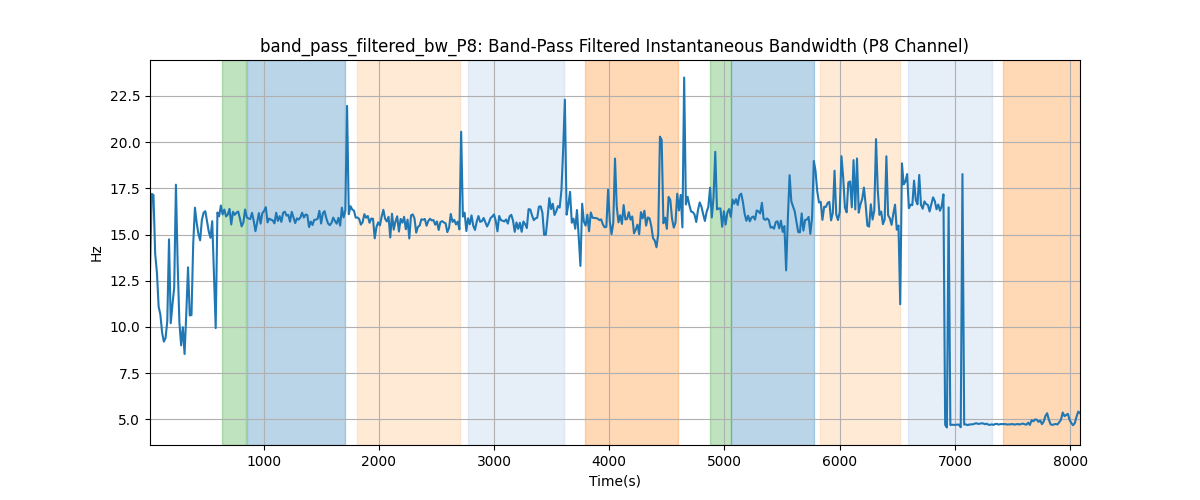 band_pass_filtered_bw_P8: Band-Pass Filtered Instantaneous Bandwidth (P8 Channel)
22.5
20.0
17.5
15.0
12.5
10.0
7.5
5.0
Hz
1000 2000 3000 4000 5000 6000 7000 8000
Time(s)